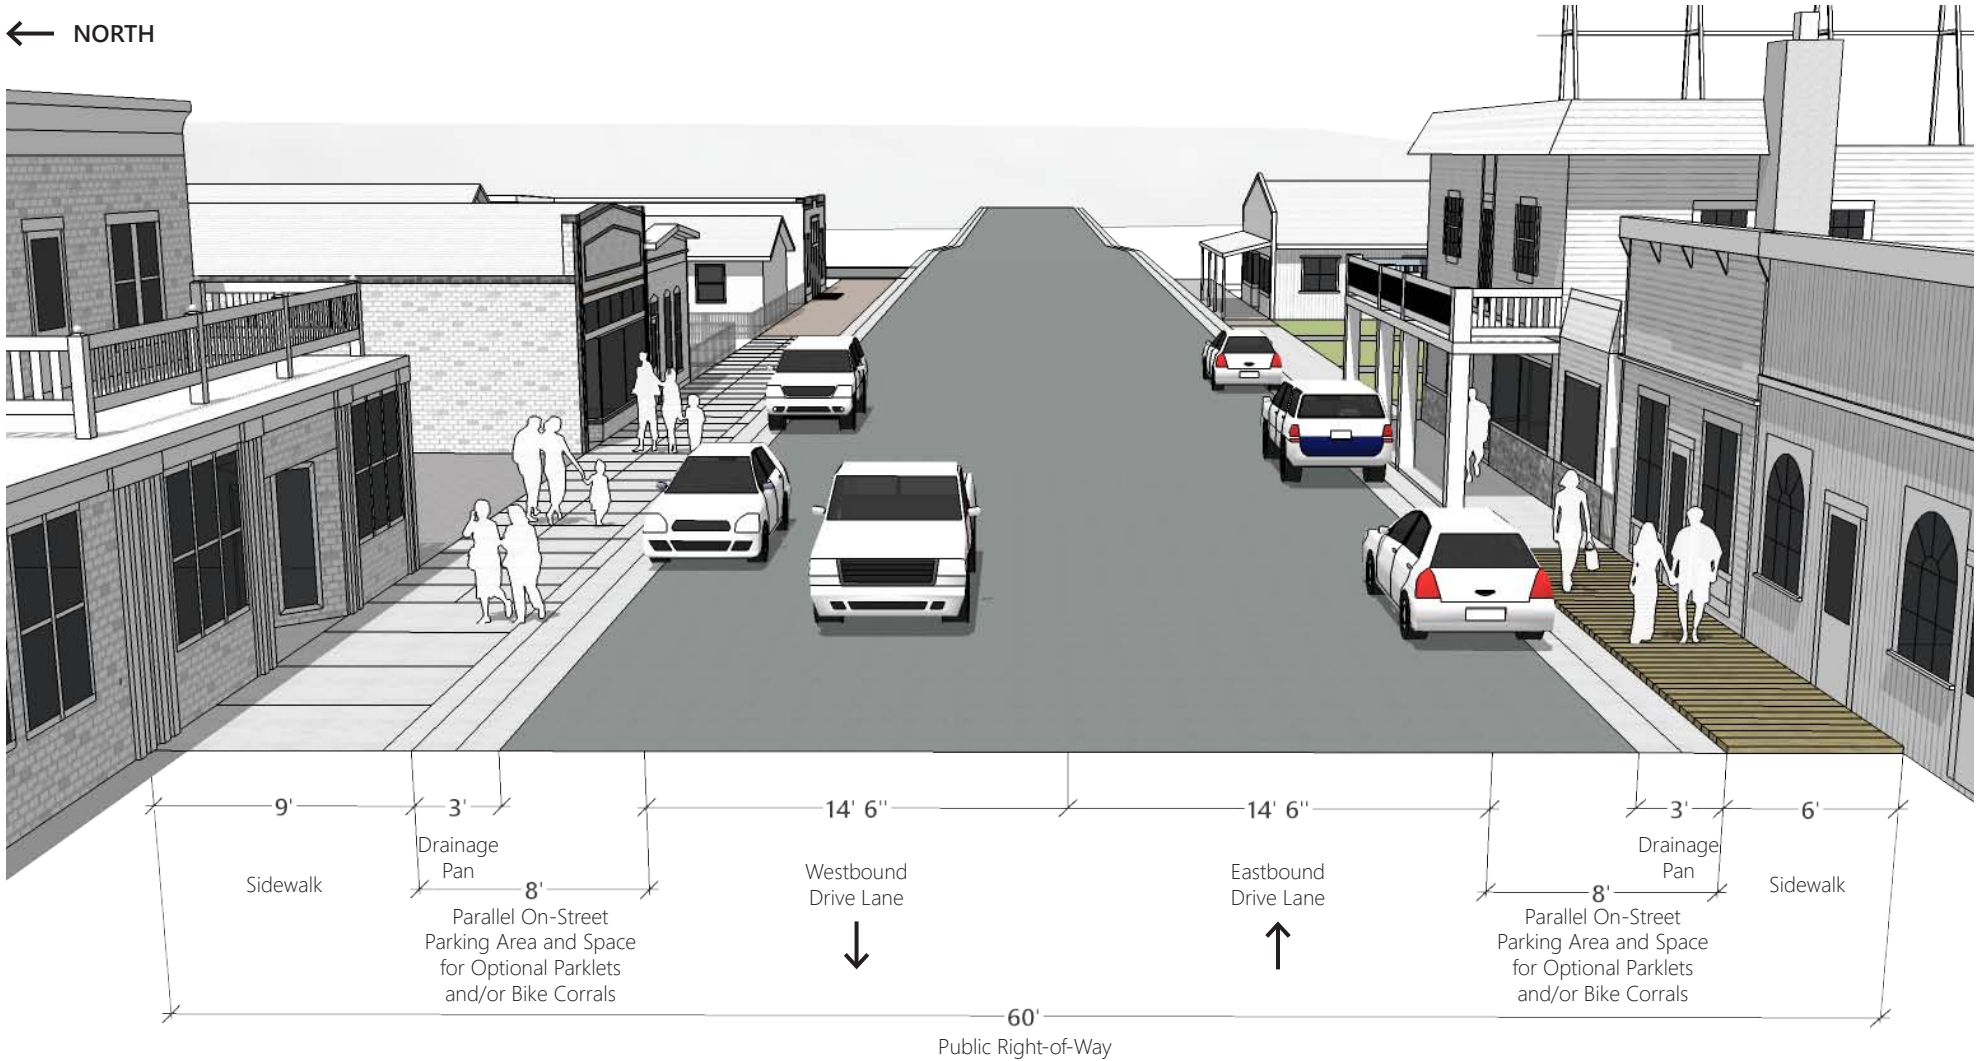 NORTH
9'
3'
14' 6"
14' 6"
3'
6'
Drainage
Pan
Drainage
Pan
Sidewalk
8'
Westbound
Drive Lane
Eastbound
Drive Lane
8'
Sidewalk
Parallel On-Street
Parking Area and Space
for Optional Parklets
and/or Bike Corrals
Parallel On-Street
Parking Area and Space
for Optional Parklets
and/or Bike Corrals
60'
Public Right-of-Way